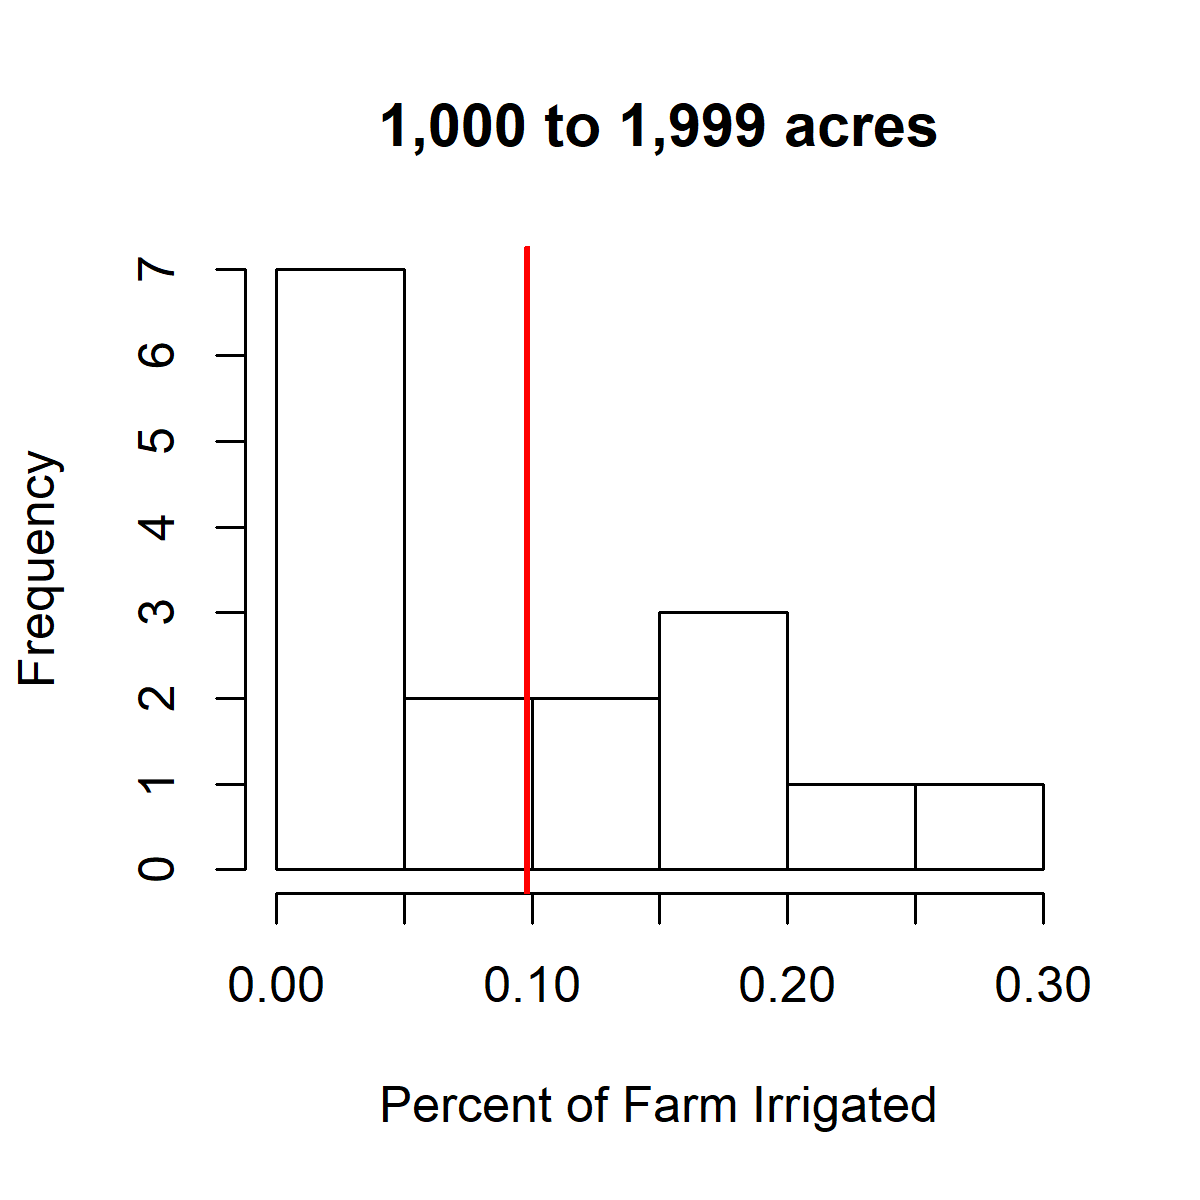 1,000 to 1,999 acres
Frequency
7
6
5
4
3
2
1
0
0.00 0.10 0.20 0.30
Percent of Farm Irrigated